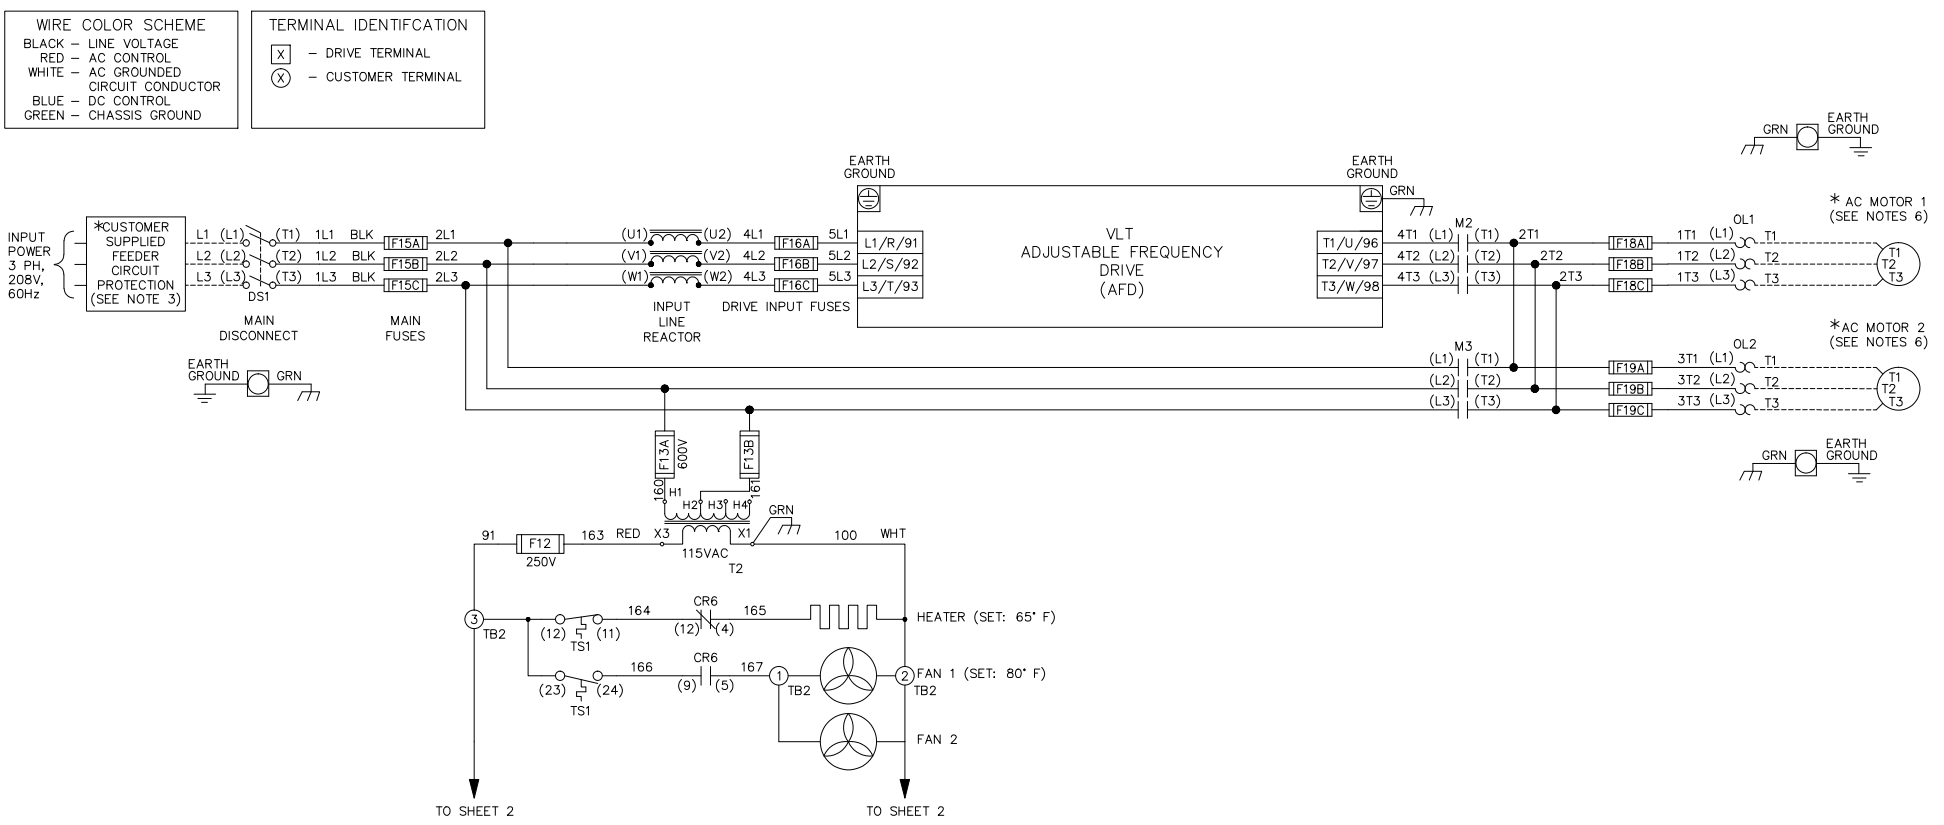 WIRE COLOR SCHEME
BLACK – LINE VOLTAGE
RED – AC CONTROL
WHITE – AC GROUNDED
CIRCUIT CONDUCTOR
BLUE – DC CONTROL
GREEN – CHASSIS GROUND
TERMINAL IDENTIFCATION
X – DRIVE TERMINAL
X – CUSTOMER TERMINAL
INPUT
POWER
3 PH,
208V,
60Hz
*CUSTOMER
SUPPLIED
FEEDER
CIRCUIT
PROTECTION
(SEE NOTE 3)
L1 (L1) (T1) 1L1 BLK F15A 2L1
L2 (L2) (T2) 1L2 BLK F15B 2L2
L3 (L3) (T3) 1L3 BLK F15C 2L3
DS1
MAIN
DISCONNECT
MAIN
FUSES
EARTH
GROUND GRN
(U1) (U2) 4L1 F16A 5L1
(V1) (V2) 4L2 F16B 5L2
(W1) (W2) 4L3 F16C 5L3
INPUT
LINE
REACTOR
DRIVE INPUT FUSES
EARTH
GROUND
EARTH
GROUND
GRN
L1/R/91
L2/S/92
L3/T/93
VLT
ADJUSTABLE FREQUENCY
DRIVE
(AFD)
T1/U/96
T2/V/97
T3/W/98
M2
4T1 (L1) (T1) 2T1
4T2 (L2) (T2) 2T2
4T3 (L3) (T3) 2T3
F18A 1T1 (L1) T1
F18B 1T2 (L2) T2
F18C 1T3 (L3) T3
OL1
T1
T2
T3
* AC MOTOR 1
(SEE NOTES 6)
GRN EARTH
GROUND
M3
(L1) (T1)
(L2) (T2)
(L3) (T3)
F19A 3T1 (L1) T1
F19B 3T2 (L2) T2
F19C 3T3 (L3) T3
OL2
T1
T2
T3
*AC MOTOR 2
(SEE NOTES 6)
GRN EARTH
GROUND
F13A
600V
F13B
160
161
H1 H2 H3 H4
GRN
91 F12 163 RED X3 X1 100 WHT
250V
115VAC
T2
3
TB2
(12) (11) 164 CR6 165
TS1
(12) (4)
HEATER (SET: 65° F)
(23) (24) 166 CR6 167
TS1
(9) (5)
1
TB2
2
TB2
FAN 1 (SET: 80° F)
FAN 2
TO SHEET 2
TO SHEET 2